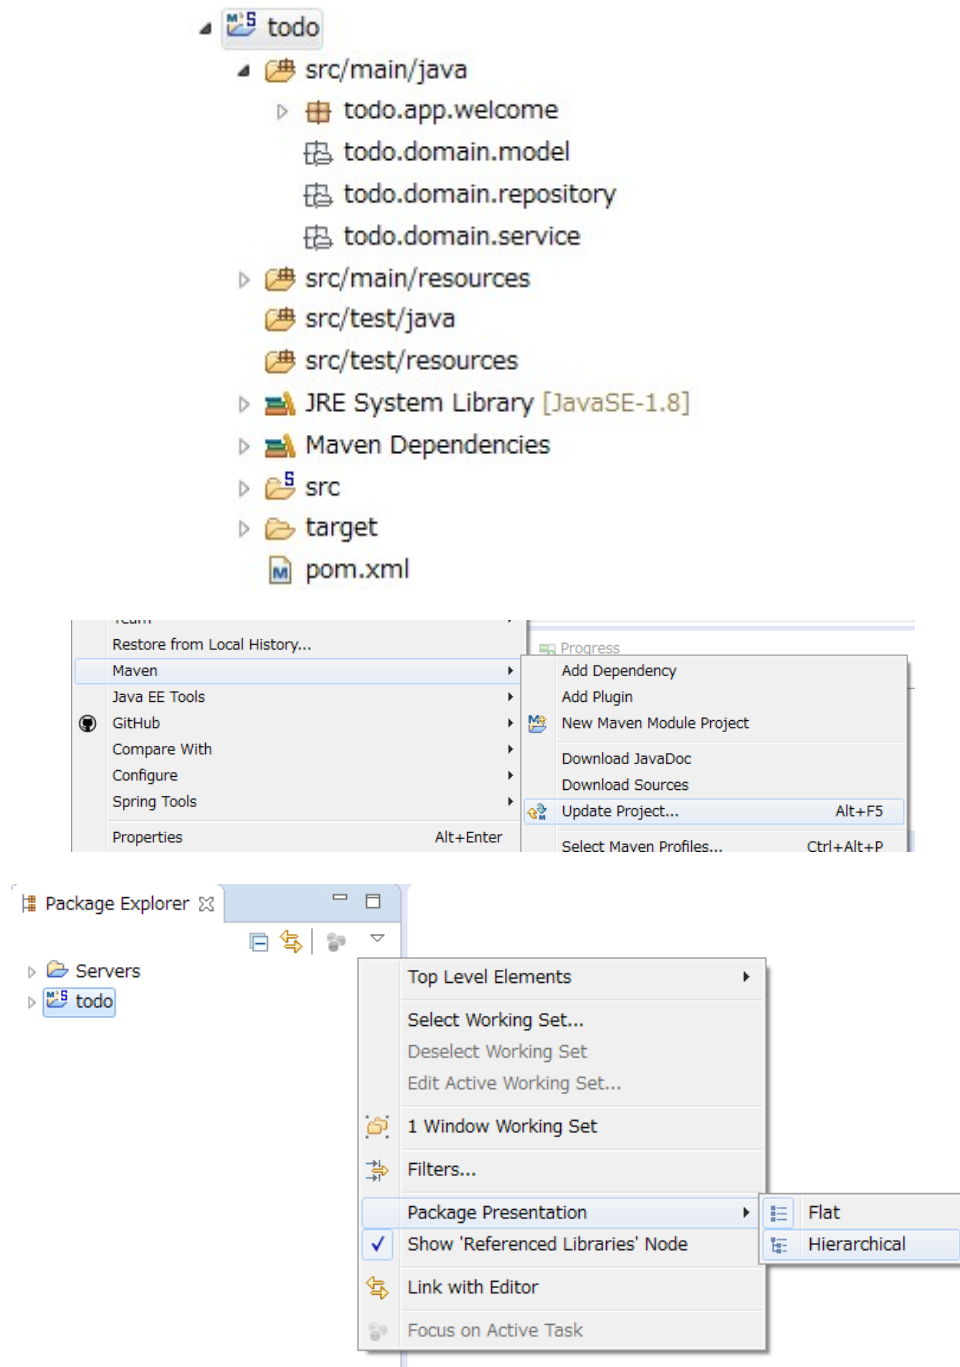 todo
src/main/java
todo.app.welcome
todo.domain.model
todo.domain.repository
todo.domain.service
src/main/resources
src/test/java
src/test/resources
JRE System Library [JavaSE-1.8]
Maven Dependencies
src
target
pom.xml
Team
Restore from Local History...
Maven
Java EE Tools
GitHub
Compare With
Configure
Spring Tools
Properties Alt+Enter
Progress
Add Dependency
Add Plugin
New Maven Module Project
Download JavaDoc
Download Sources
Update Project... Alt+F5
Select Maven Profiles... Ctrl+Alt+P
Package Explorer
Servers
todo
Top Level Elements
Select Working Set...
Deselect Working Set
Edit Active Working Set...
1 Window Working Set
Filters...
Package Presentation
Show 'Referenced Libraries' Node
Link with Editor
Focus on Active Task
Flat
Hierarchical